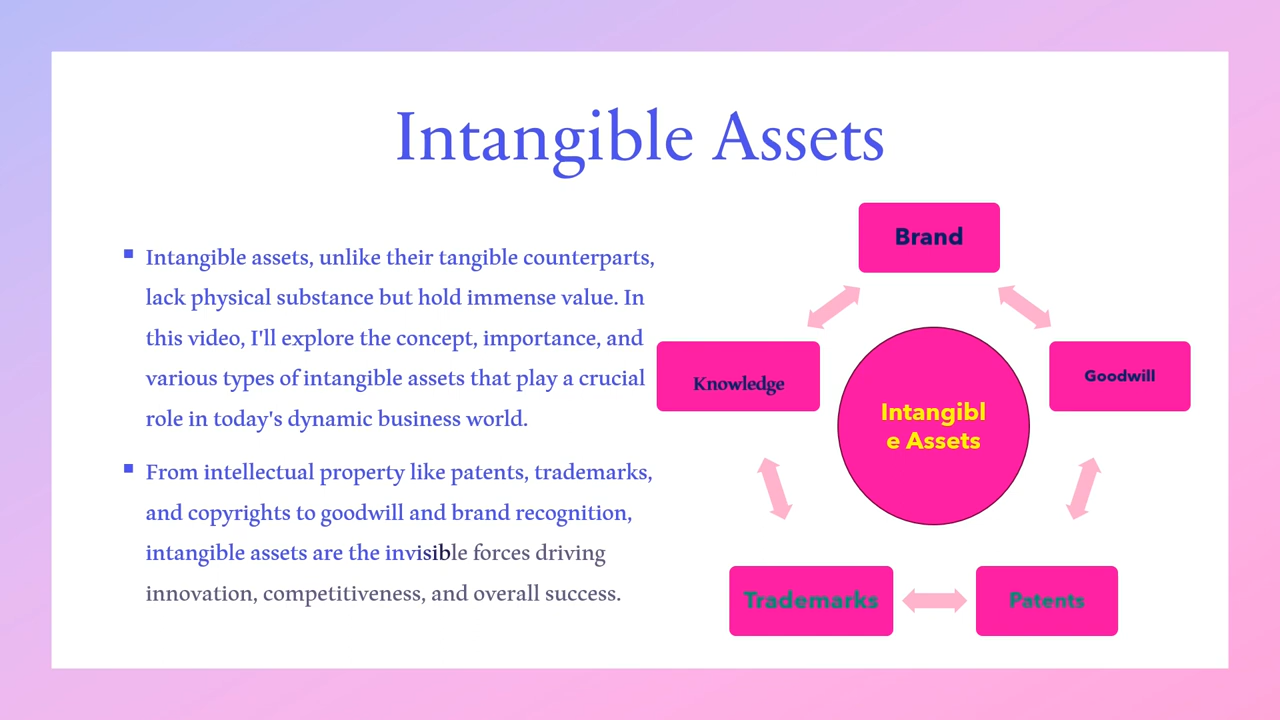 Intangible Assets
Intangible assets, unlike their tangible counterparts,
lack physical substance but hold immense value. In
this video, I'll explore the concept, importance, and
various types of intangible assets that play a crucial
role in today's dynamic business world.
From intellectual property like patents, trademarks,
and copyrights to goodwill and brand recognition,
intangible assets are the invisible forces driving
innovation, competitiveness, and overall success.
Brand
Knowledge
Goodwill
Intangibl
e Assets
Trademarks
Patents